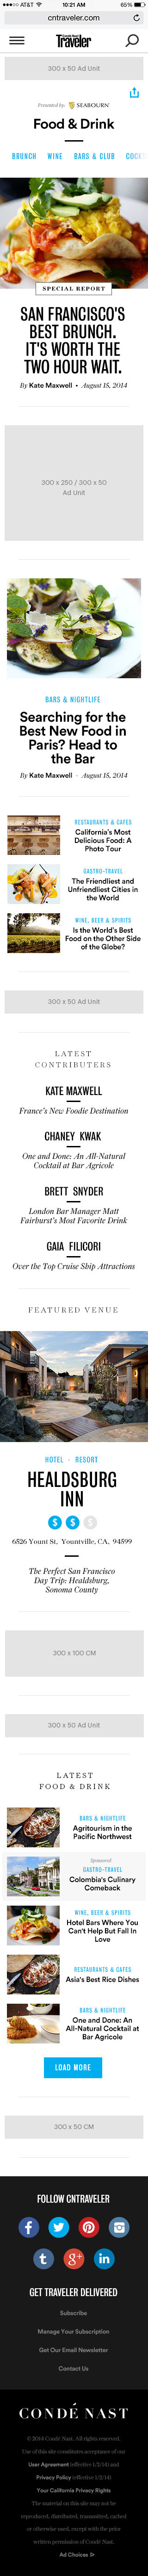 AT&T 10:21 AM 65%
cntraveler.com
Traveler
300 x 50 Ad Unit
Presented by: SEABOURN
Food & Drink
BRUNCH WINE BARS & CLUB COCK
SPECIAL REPORT
SAN FRANCISCO'S
BEST BRUNCH.
IT'S WORTH THE
TWO HOUR WAIT.
By Kate Maxwell • August 15, 2014
300 x 250 / 300 x 50
Ad Unit
BARS & NIGHTLIFE
Searching for the
Best New Food in
Paris? Head to
the Bar
By Kate Maxwell - August 15, 2014
RESTAURANTS & CAFES
California's Most
Delicious Food: A
Photo Tour
GASTRO-TRAVEL
The Friendliest and
Unfriendliest Cities in
the World
WINE, BEER & SPIRITS
Is the World's Best
Food on the Other Side
of the Globe?
300 x 50 Ad Unit
LATEST
CONTRIBUTERS
KATE MAXWELL
France's New Foodie Destination
CHANEY KWAK
One and Done: An All-Natural
Cocktail at Bar Agricole
BRETT SNYDER
London Bar Manager Matt
Fairhurst's Most Favorite Drink
GAIA FILICORI
Over the Top Cruise Ship Attractions
FEATURED VENUE
HOTEL - RESORT
HEALDSBURG
INN
$ $ $
6526 Yount St, Yountville, CA, 94599
The Perfect San Francisco
Day Trip: Healdsburg,
Sonoma County
300 x 100 CM
300 x 50 Ad Unit
LATEST
FOOD & DRINK
BARS & NIGHTLIFE
Agritourism in the
Pacific Northwest
Sponsored
GASTRO-TRAVEL
Colombia's Culinary
Comeback
WINE, BEER & SPIRITS
Hotel Bars Where You
Can't Help But Fall In
Love
RESTAURANTS & CAFES
Asia's Best Rice Dishes
BARS & NIGHTLIFE
One and Done: An
All-Natural Cocktail at
Bar Agricole
LOAD MORE
300 x 50 CM
FOLLOW CNTRAVELER
GET TRAVELER DELIVERED
Subscribe
Manage Your Subscription
Get Our Email Newsletter
Contact Us
CONDÉ NAST
© 2014 Condé Nast. All rights reserved.
Use of this site constitutes acceptance of our
User Agreement (effective 1/2/14) and
Privacy Policy (effective 1/2/14).
Your California Privacy Rights
The material on this site may not be
reproduced, distributed, transmitted, cached
or otherwise used, except with the prior
written permission of Condé Nast.
Ad Choices